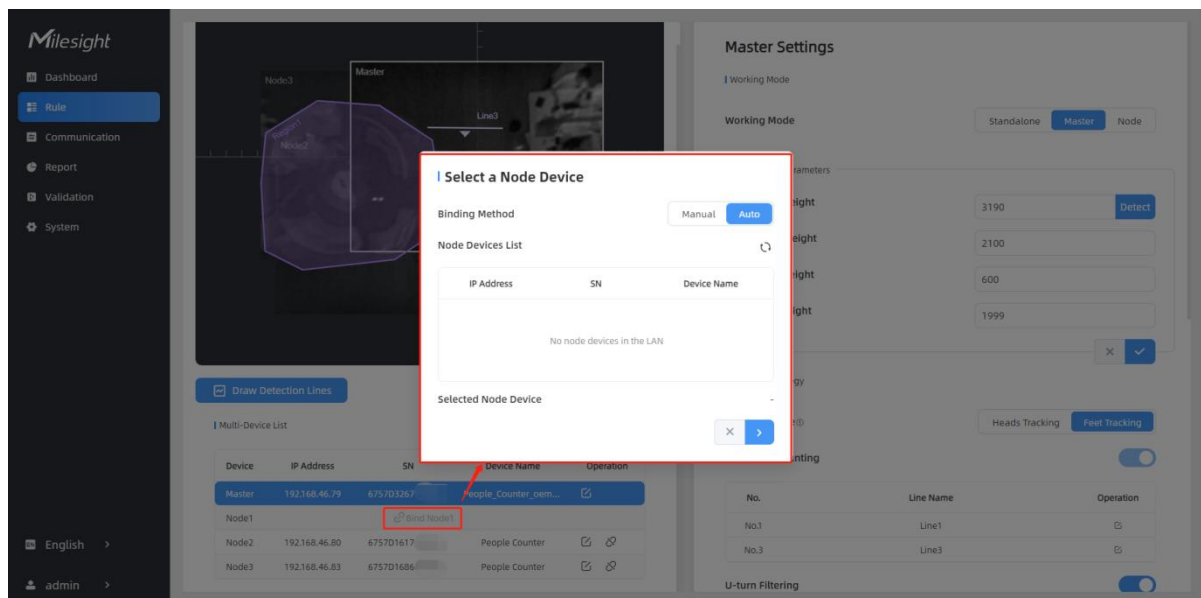 Milesight
Dashboard
Rule
Communication
Report
Validation
System
English >
admin >
Node3
Master
Line3
Region1
Node2
Draw Detection Lines
Multi-Device List
Device IP Address SN Device Name Operation
Master 192.168.46.79 6757D3267 People_Counter_oem...
Node1 Bind Node1
Node2 192.168.46.80 6757D1617 People Counter
Node3 192.168.46.83 6757D1686 People Counter
Select a Node Device
Binding Method Manual Auto
Node Devices List
IP Address SN Device Name
No node devices in the LAN
Selected Node Device -
Master Settings
Working Mode
Working Mode Standalone Master Node
3190 Detect
2100
600
1999
Heads Tracking Feet Tracking
No. Line Name Operation
No.1 Line1
No.3 Line3
U-turn Filtering